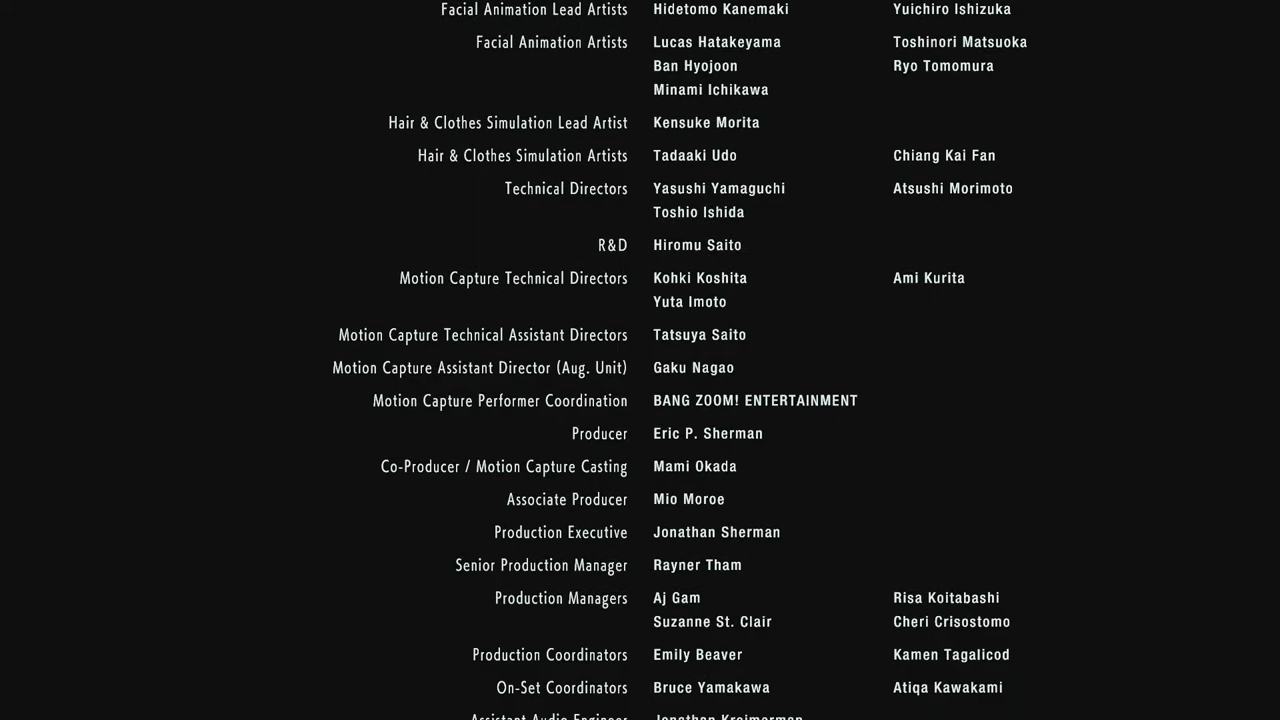 Facial Animation Lead Artists Hidetomo Kanemaki Yuichiro Ishizuka
Facial Animation Artists Lucas Hatakeyama Toshinori Matsuoka
Ban Hyojoon Ryo Tomomura
Minami Ichikawa
Hair & Clothes Simulation Lead Artist Kensuke Morita
Hair & Clothes Simulation Artists Tadaaki Udo Chiang Kai Fan
Technical Directors Yasushi Yamaguchi Atsushi Morimoto
Toshio Ishida
R&D Hiromu Saito
Motion Capture Technical Directors Kohki Koshita Ami Kurita
Yuta Imoto
Motion Capture Technical Assistant Directors Tatsuya Saito
Motion Capture Assistant Director (Aug. Unit) Gaku Nagao
Motion Capture Performer Coordination BANG ZOOM! ENTERTAINMENT
Producer Eric P. Sherman
Co-Producer / Motion Capture Casting Mami Okada
Associate Producer Mio Moroe
Production Executive Jonathan Sherman
Senior Production Manager Rayner Tham
Production Managers Aj Gam Risa Koitabashi
Suzanne St. Clair Cheri Crisostomo
Production Coordinators Emily Beaver Kamen Tagalicod
On-Set Coordinators Bruce Yamakawa Atiqa Kawakami
Assistant Audio Engineer Jonathan Kreimerman